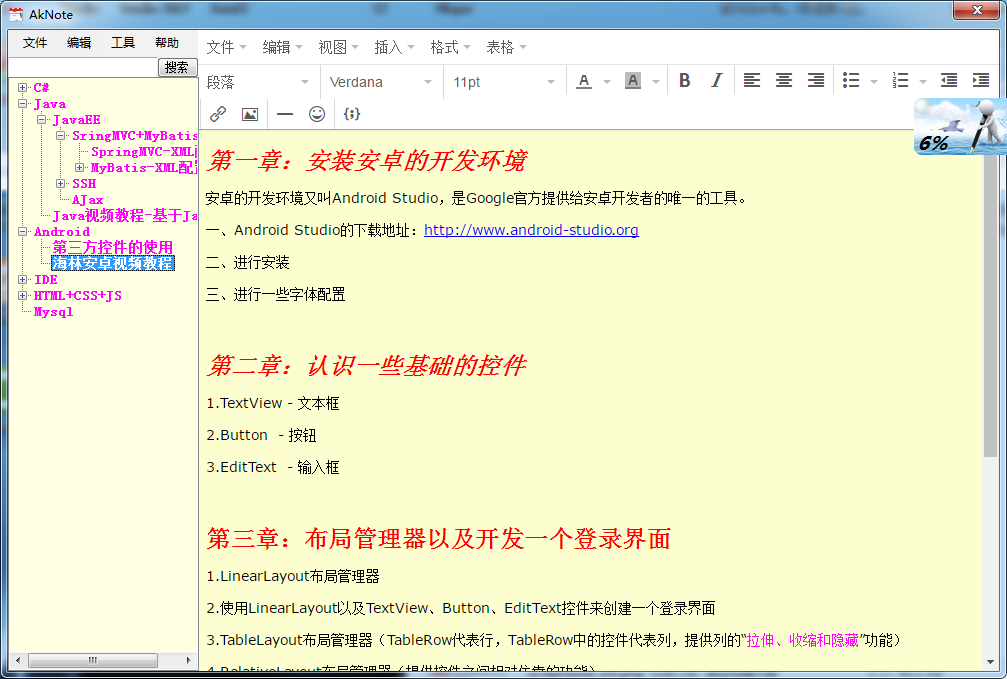 AkNote
文件 编辑 工具 帮助
搜索
C#
Java
JavaEE
SringMVC+MyBatis
SpringMVC-XML
MyBatis-XML配
SSH
AJax
Java视频教程-基于Ja
Android
第三方控件的使用
海林安卓视频教程
IDE
HTML+CSS+JS
Mysql
文件 编辑 视图 插入 格式 表格
段落 Verdana 11pt A A B I
{;}
6%
第一章：安装安卓的开发环境
安卓的开发环境又叫Android Studio，是Google官方提供给安卓开发者的唯一的工具。
一、Android Studio的下载地址：http://www.android-studio.org
二、进行安装
三、进行一些字体配置
第二章：认识一些基础的控件
1.TextView - 文本框
2.Button - 按钮
3.EditText - 输入框
第三章：布局管理器以及开发一个登录界面
1.LinearLayout布局管理器
2.使用LinearLayout以及TextView、Button、EditText控件来创建一个登录界面
3.TableLayout布局管理器（TableRow代表行，TableRow中的控件代表列，提供列的“拉伸、收缩和隐藏”功能）
4.RelativeLayout布局管理器（提供控件之间相对依靠的功能）